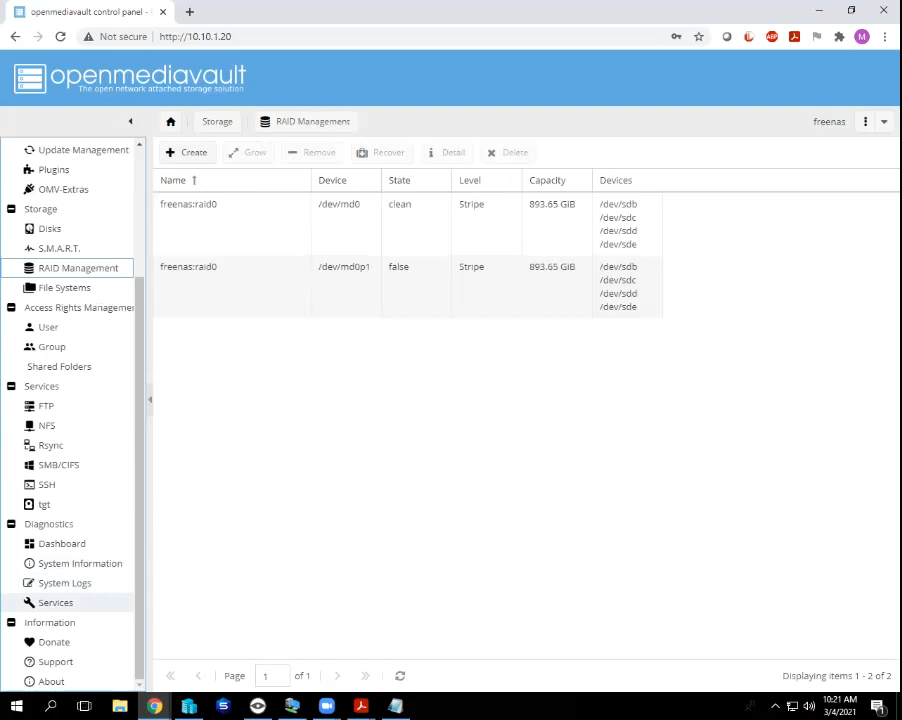 openmediavault control panel -
Not secure | http://10.10.1.20
ABP
M
openmediavault
The open network attached storage solution
Storage
RAID Management
freenas
Update Management
Plugins
OMV-Extras
Storage
Disks
S.M.A.R.T.
RAID Management
File Systems
Access Rights Managemer
User
Group
Shared Folders
Services
FTP
NFS
Rsync
SMB/CIFS
SSH
tgt
Diagnostics
Dashboard
System Information
System Logs
Services
Information
Donate
Support
About
Create
Grow
Remove
Recover
Detail
Delete
Name Device State Level Capacity Devices
freenas:raid0 /dev/md0 clean Stripe 893.65 GiB /dev/sdb
/dev/sdc
/dev/sdd
/dev/sde
freenas:raid0 /dev/md0p1 false Stripe 893.65 GiB /dev/sdb
/dev/sdc
/dev/sdd
/dev/sde
Page 1 of 1
Displaying items 1 - 2 of 2
10:21 AM
3/4/2021
1